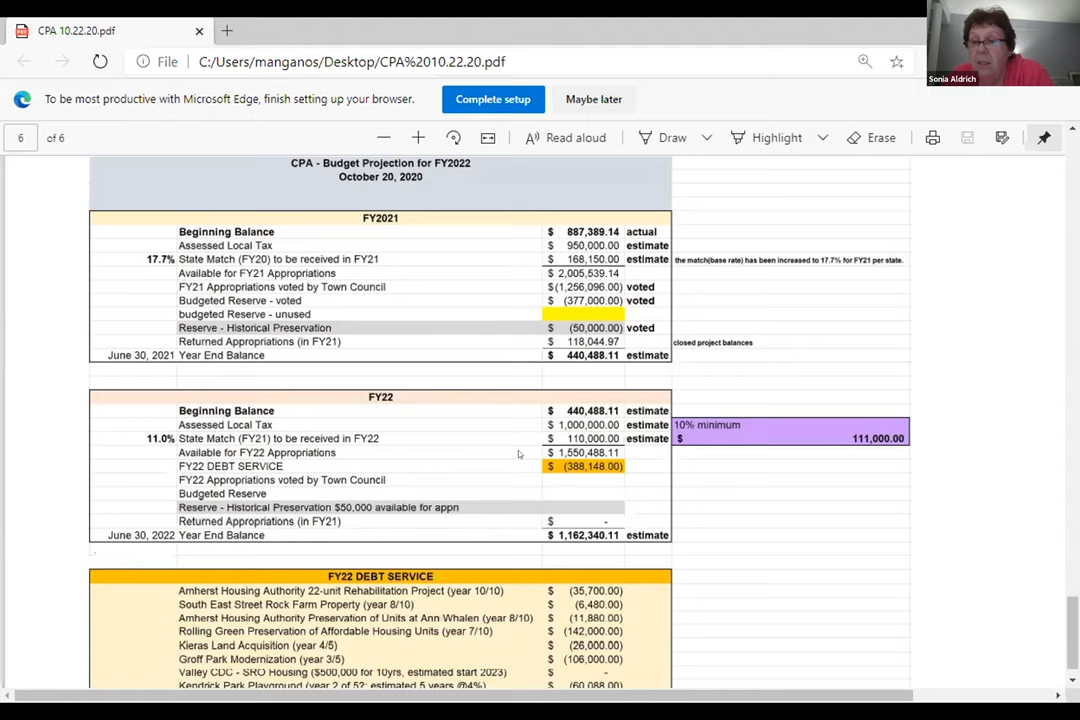 CPA 10.22.20.pdf
File C:/Users/manganos/Desktop/CPA%2010.22.20.pdf
Sonia Aldrich
To be most productive with Microsoft Edge, finish setting up your browser. Complete setup Maybe later
6 of 6 Read aloud Draw Highlight Erase
CPA - Budget Projection for FY2022
October 20, 2020
FY2021
Beginning Balance $ 887,389.14 actual
Assessed Local Tax $ 950,000.00 estimate
17.7% State Match (FY20) to be received in FY21 $ 168,150.00 estimate the match(base rate) has been increased to 17.7% for FY21 per state.
Available for FY21 Appropriations $ 2,005,539.14
FY21 Appropriations voted by Town Council $ (1,256,096.00) voted
Budgeted Reserve - voted $ (377,000.00) voted
budgeted Reserve - unused
Reserve - Historical Preservation $ (50,000.00) voted
Returned Appropriations (in FY21) $ 118,044.97 closed project balances
June 30, 2021 Year End Balance $ 440,488.11 estimate
FY22
Beginning Balance $ 440,488.11 estimate
Assessed Local Tax $ 1,000,000.00 estimate 10% minimum
11.0% State Match (FY21) to be received in FY22 $ 110,000.00 estimate $ 111,000.00
Available for FY22 Appropriations $ 1,550,488.11
FY22 DEBT SERVICE $ (388,148.00)
FY22 Appropriations voted by Town Council
Budgeted Reserve
Reserve - Historical Preservation $50,000 available for appn
Returned Appropriations (in FY21) $ -
June 30, 2022 Year End Balance $ 1,162,340.11 estimate
FY22 DEBT SERVICE
Amherst Housing Authority 22-unit Rehabilitation Project (year 10/10) $ (35,700.00)
South East Street Rock Farm Property (year 8/10) $ (6,480.00)
Amherst Housing Authority Preservation of Units at Ann Whalen (year 8/10) $ (11,880.00)
Rolling Green Preservation of Affordable Housing Units (year 7/10) $ (142,000.00)
Kieras Land Acquisition (year 4/5) $ (26,000.00)
Groff Park Modernization (year 3/5) $ (106,000.00)
Valley CDC - SRO Housing ($500,000 for 10yrs, estimated start 2023) $ -
Kendrick Park Playground (year 2 of 5?; estimated 5 years @4%) $ (60,088.00)